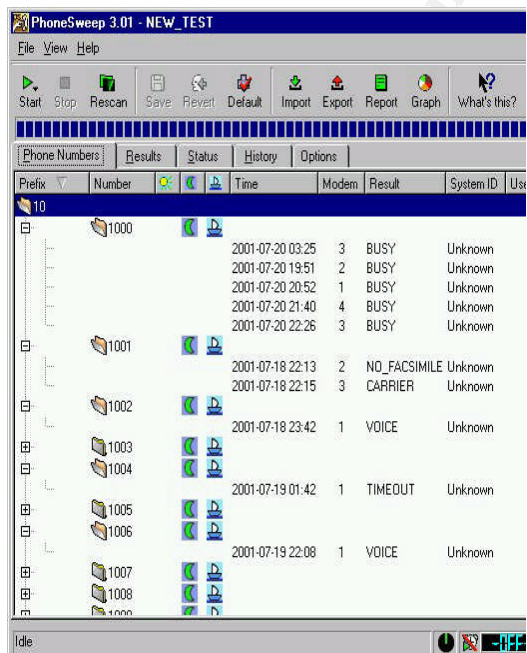 PhoneSweep 3.01 - NEW_TEST
File View Help
Start Stop Rescan Save Revert Default Import Export Report Graph What's this?
Phone Numbers Results Status History Options
Prefix Number Time Modem Result System ID Use
10
1000
2001-07-20 03:25 3 BUSY Unknown
2001-07-20 19:51 2 BUSY Unknown
2001-07-20 20:52 1 BUSY Unknown
2001-07-20 21:40 4 BUSY Unknown
2001-07-20 22:26 3 BUSY Unknown
1001
2001-07-18 22:13 2 NO_FACSIMILE Unknown
2001-07-18 22:15 3 CARRIER Unknown
1002
2001-07-18 23:42 1 VOICE Unknown
1003
1004
2001-07-19 01:42 1 TIMEOUT Unknown
1005
1006
2001-07-19 22:08 1 VOICE Unknown
1007
1008
Idle -OFF-